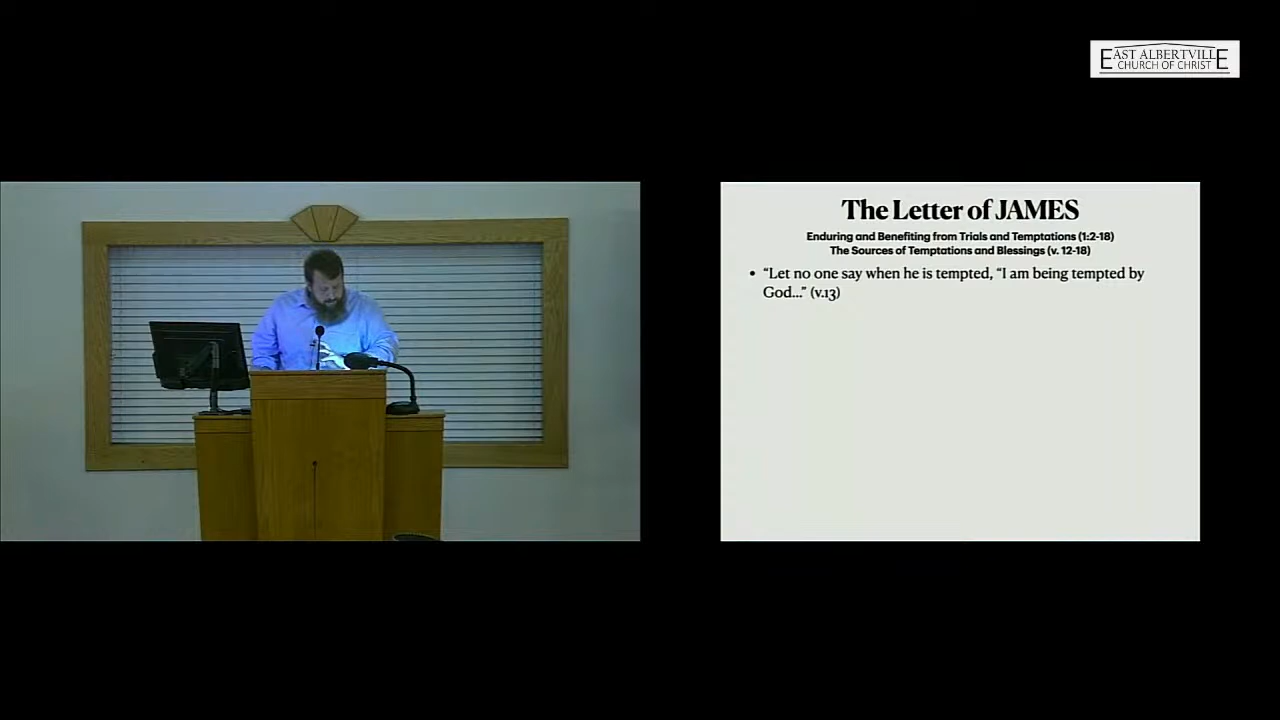 EAST ALBERTVILLE
CHURCH OF CHRIST
The Letter of JAMES
Enduring and Benefiting from Trials and Temptations (1:2-18)
The Sources of Temptations and Blessings (v. 12-18)
• “Let no one say when he is tempted, “I am being tempted by
God...” (v.13)